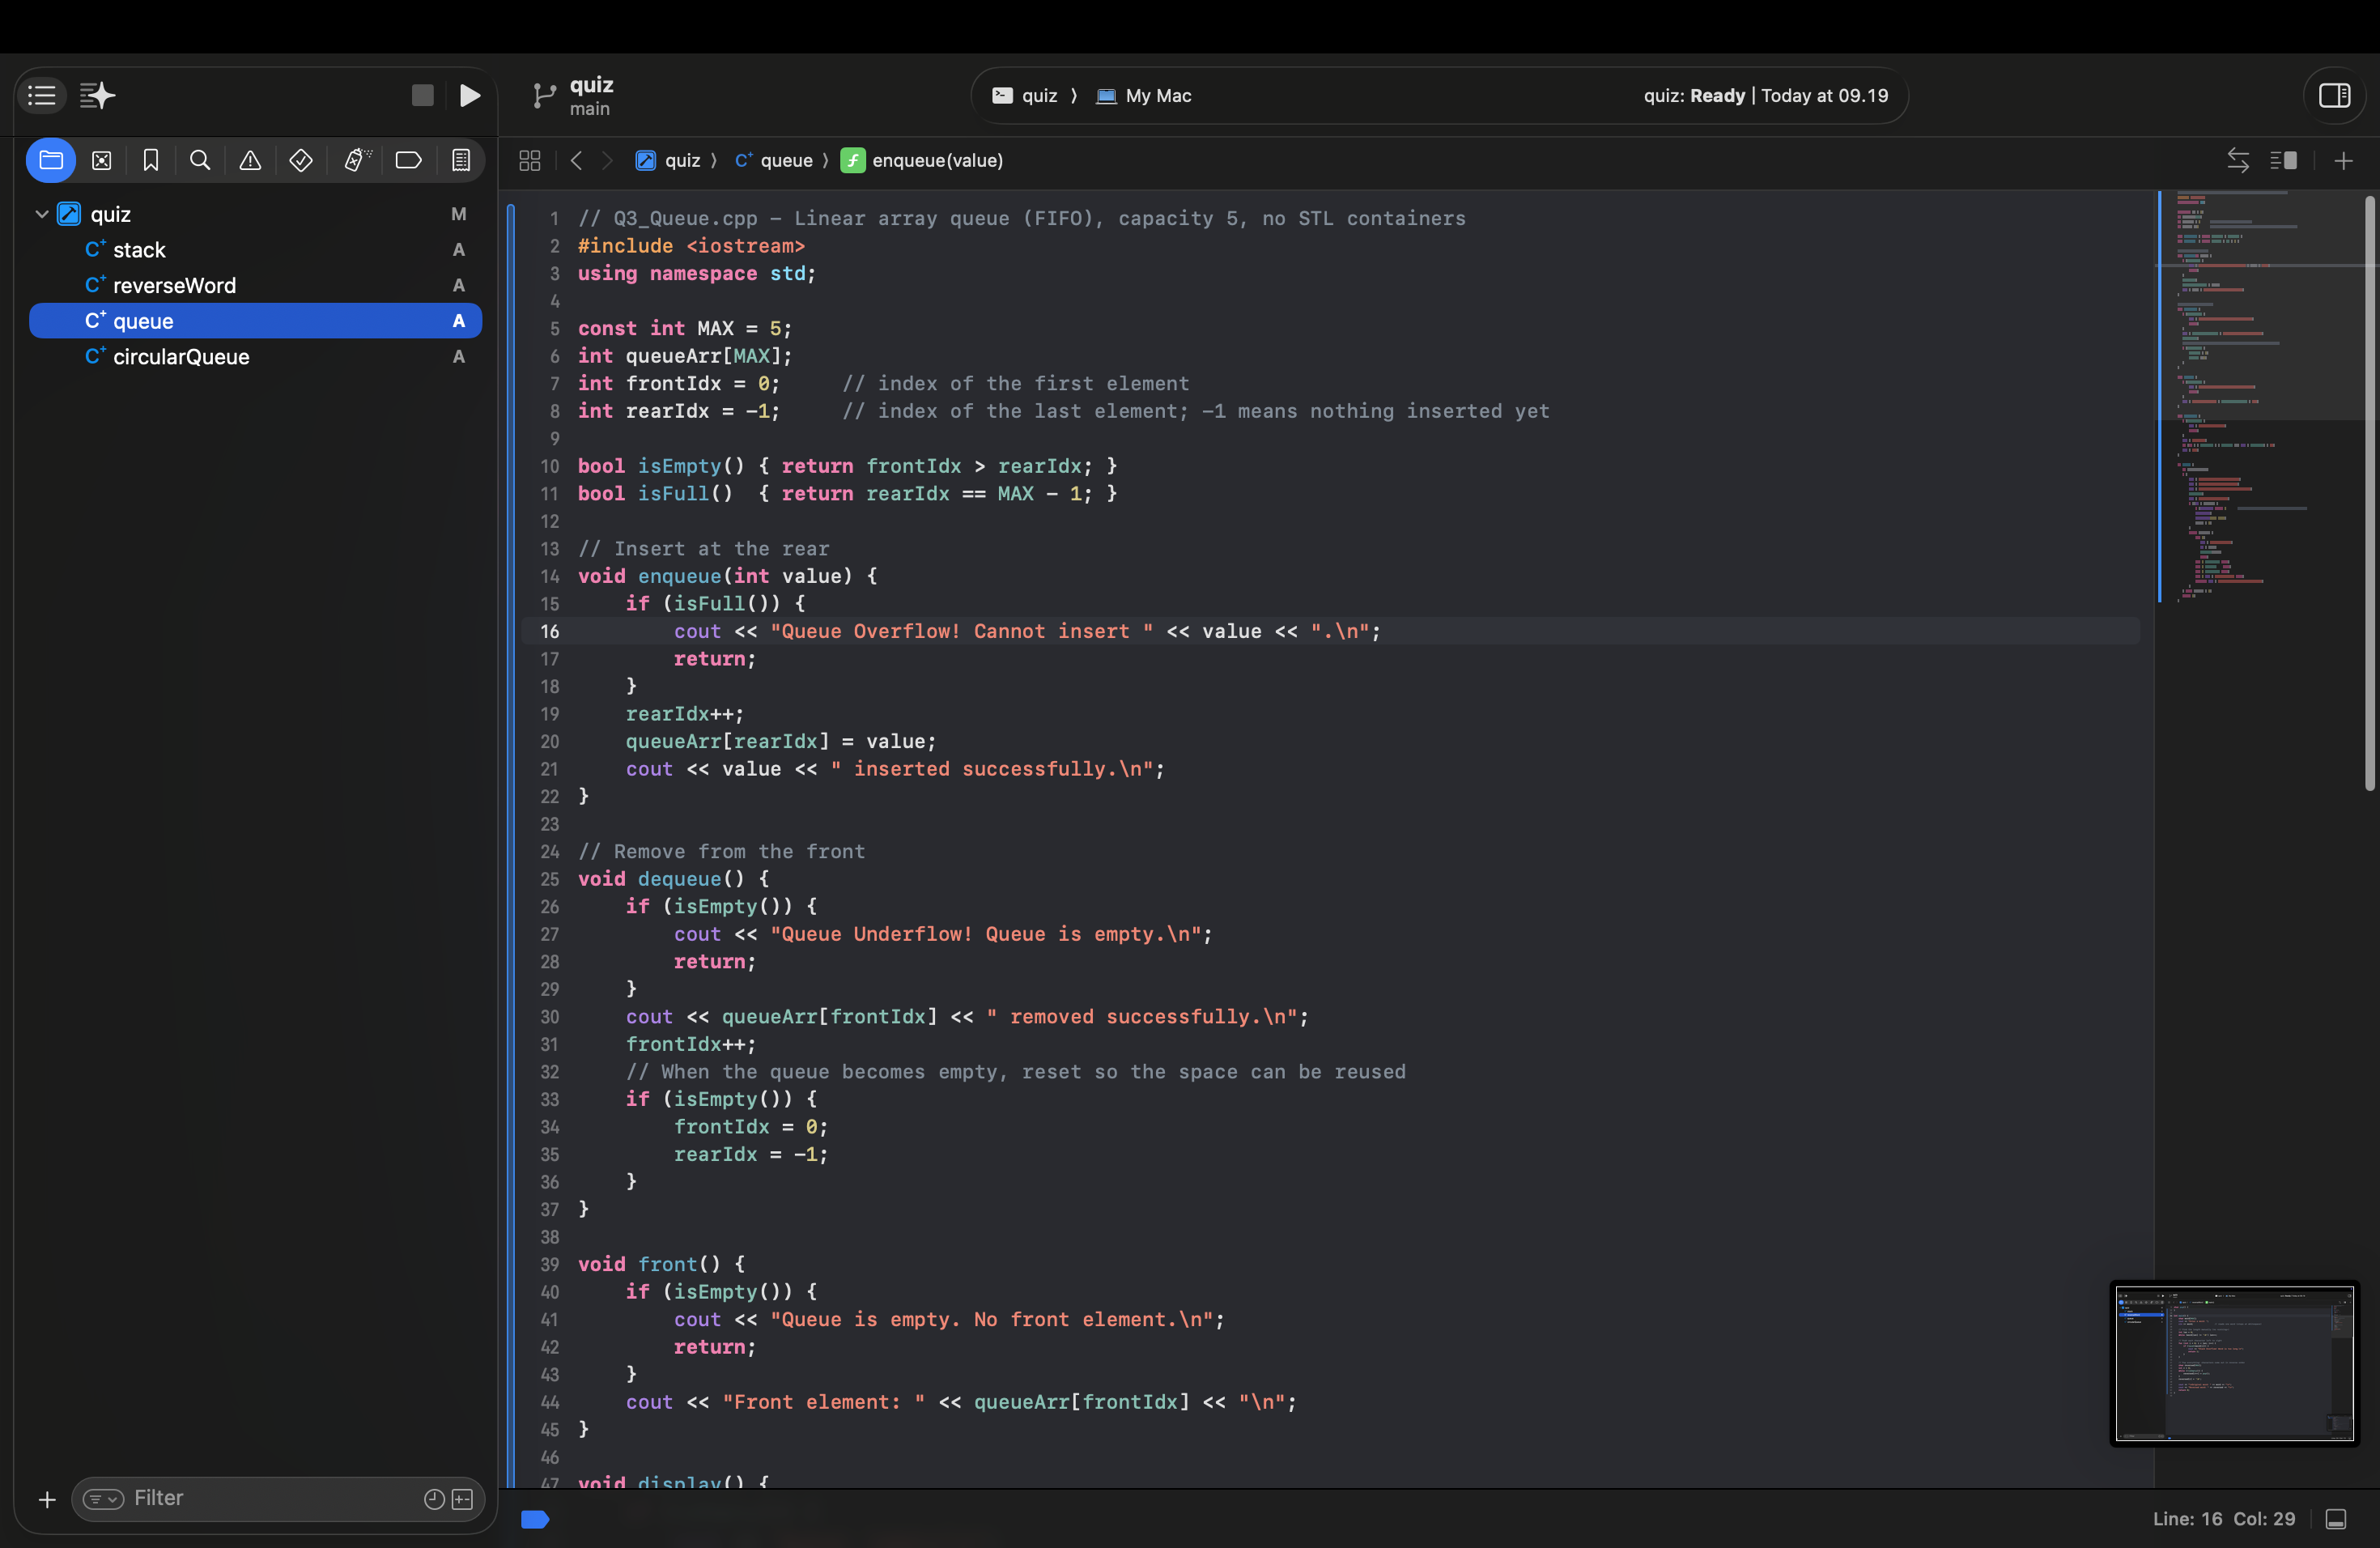 quiz
main
quiz 〉 My Mac
quiz: Ready | Today at 09.19
quiz 〉 C+ queue 〉 f enqueue(value)
quiz M
C+ stack A
C+ reverseWord A
C+ queue A
C+ circularQueue A
1 // Q3_Queue.cpp – Linear array queue (FIFO), capacity 5, no STL containers
2 #include <iostream>
3 using namespace std;
4
5 const int MAX = 5;
6 int queueArr[MAX];
7 int frontIdx = 0;     // index of the first element
8 int rearIdx = -1;     // index of the last element; -1 means nothing inserted yet
9
10 bool isEmpty() { return frontIdx > rearIdx; }
11 bool isFull()  { return rearIdx == MAX - 1; }
12
13 // Insert at the rear
14 void enqueue(int value) {
15     if (isFull()) {
16         cout << "Queue Overflow! Cannot insert " << value << ".\n";
17         return;
18     }
19     rearIdx++;
20     queueArr[rearIdx] = value;
21     cout << value << " inserted successfully.\n";
22 }
23
24 // Remove from the front
25 void dequeue() {
26     if (isEmpty()) {
27         cout << "Queue Underflow! Queue is empty.\n";
28         return;
29     }
30     cout << queueArr[frontIdx] << " removed successfully.\n";
31     frontIdx++;
32     // When the queue becomes empty, reset so the space can be reused
33     if (isEmpty()) {
34         frontIdx = 0;
35         rearIdx = -1;
36     }
37 }
38
39 void front() {
40     if (isEmpty()) {
41         cout << "Queue is empty. No front element.\n";
42         return;
43     }
44     cout << "Front element: " << queueArr[frontIdx] << "\n";
45 }
46
47 void display() {
Filter
Line: 16 Col: 29